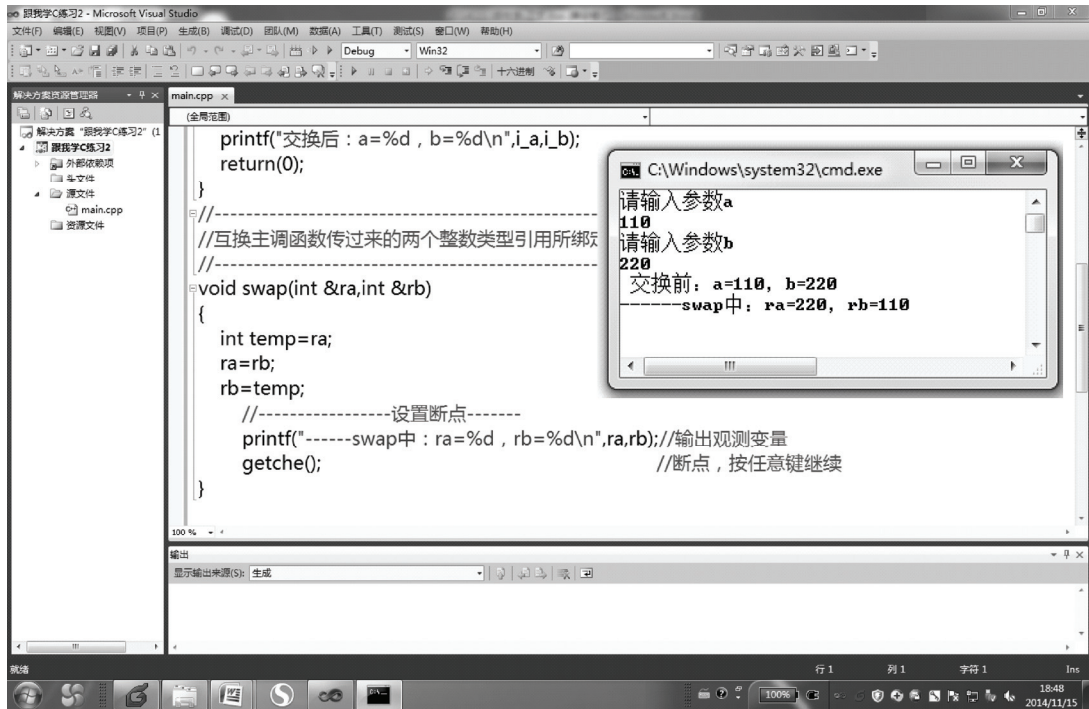 跟我学C练习2 - Microsoft Visual Studio
文件(F) 编辑(E) 视图(V) 项目(P) 生成(B) 调试(D) 团队(M) 数据(A) 工具(T) 测试(S) 窗口(W) 帮助(H)
Debug Win32
十六进制
解决方案资源管理器
解决方案 "跟我学C练习2" (1
跟我学C练习2
外部依赖项
头文件
源文件
main.cpp
资源文件
main.cpp
(全局范围)
printf("交换后：a=%d，b=%d\n",i_a,i_b);
return(0);
}
//-----------------------------------------------------------
//互换主调函数传过来的两个整数类型引用所绑定
//-----------------------------------------------------------
void swap(int &ra,int &rb)
{
int temp=ra;
ra=rb;
rb=temp;
//-----------------设置断点-------
printf("------swap中：ra=%d，rb=%d\n",ra,rb);//输出观测变量
getche(); //断点，按任意键继续
}
100 %
C:\Windows\system32\cmd.exe
请输入参数a
110
请输入参数b
220
交换前：a=110, b=220
------swap中：ra=220, rb=110
输出
显示输出来源(S): 生成
就绪
行 1 列 1 字符 1 Ins
100%
18:48
2014/11/15